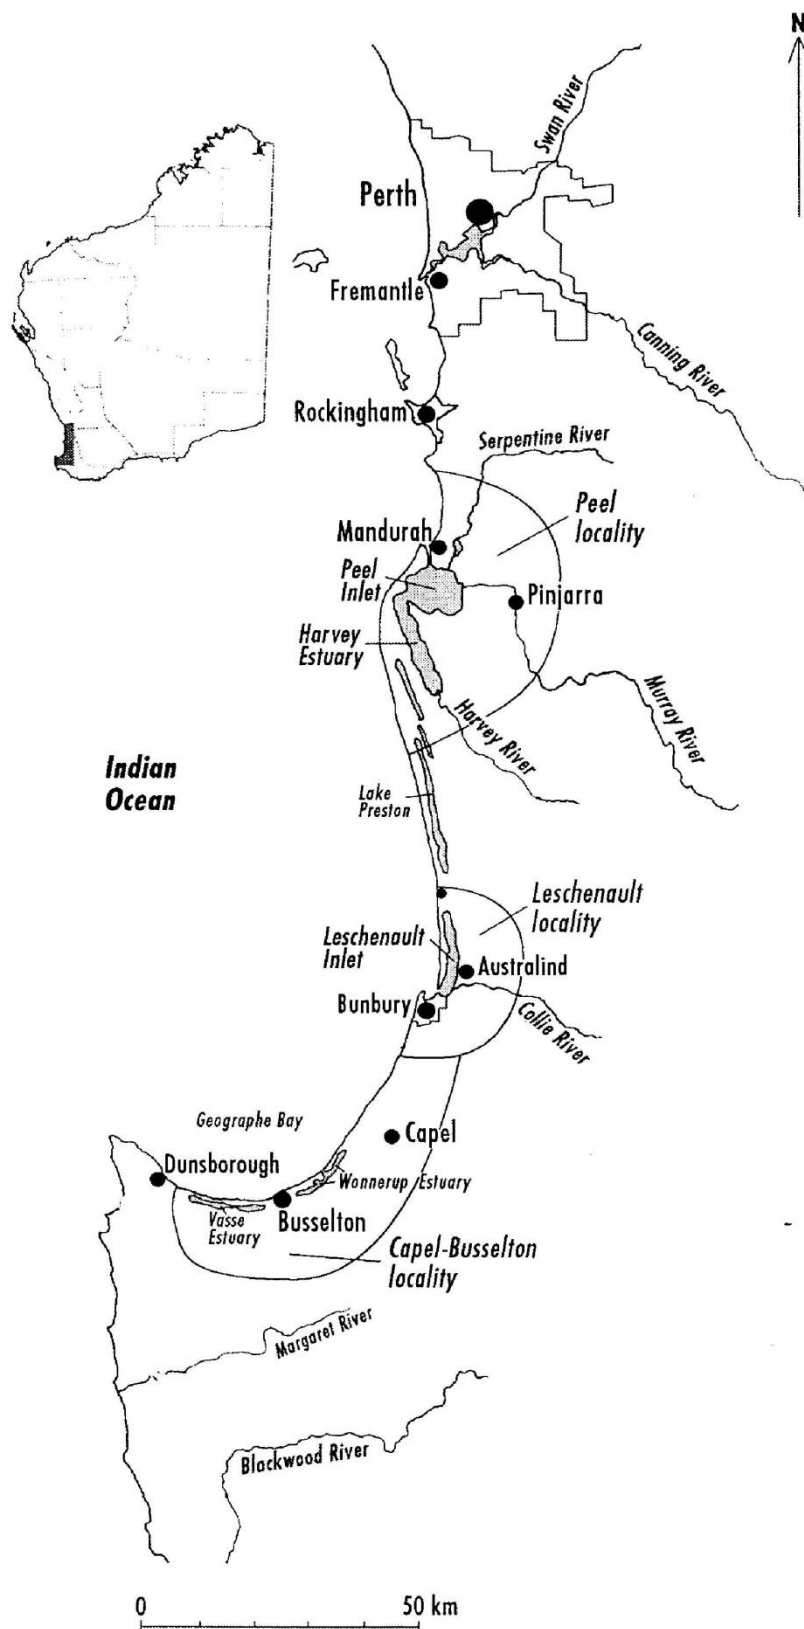 N
Swan River
Perth
Fremantle
Canning River
Rockingham
Serpentine River
Peel
locality
Mandurah
Peel
Inlet
Pinjarra
Harvey
Estuary
Murray River
Harvey River
Indian
Ocean
Lake
Preston
Leschenault
locality
Leschenault
Inlet
Australind
Bunbury
Collie River
Geographe Bay
Capel
Dunsborough
Wonnerup Estuary
Vasse
Estuary
Busselton
Capel-Busselton
locality
Margaret River
Blackwood River
0
50 km